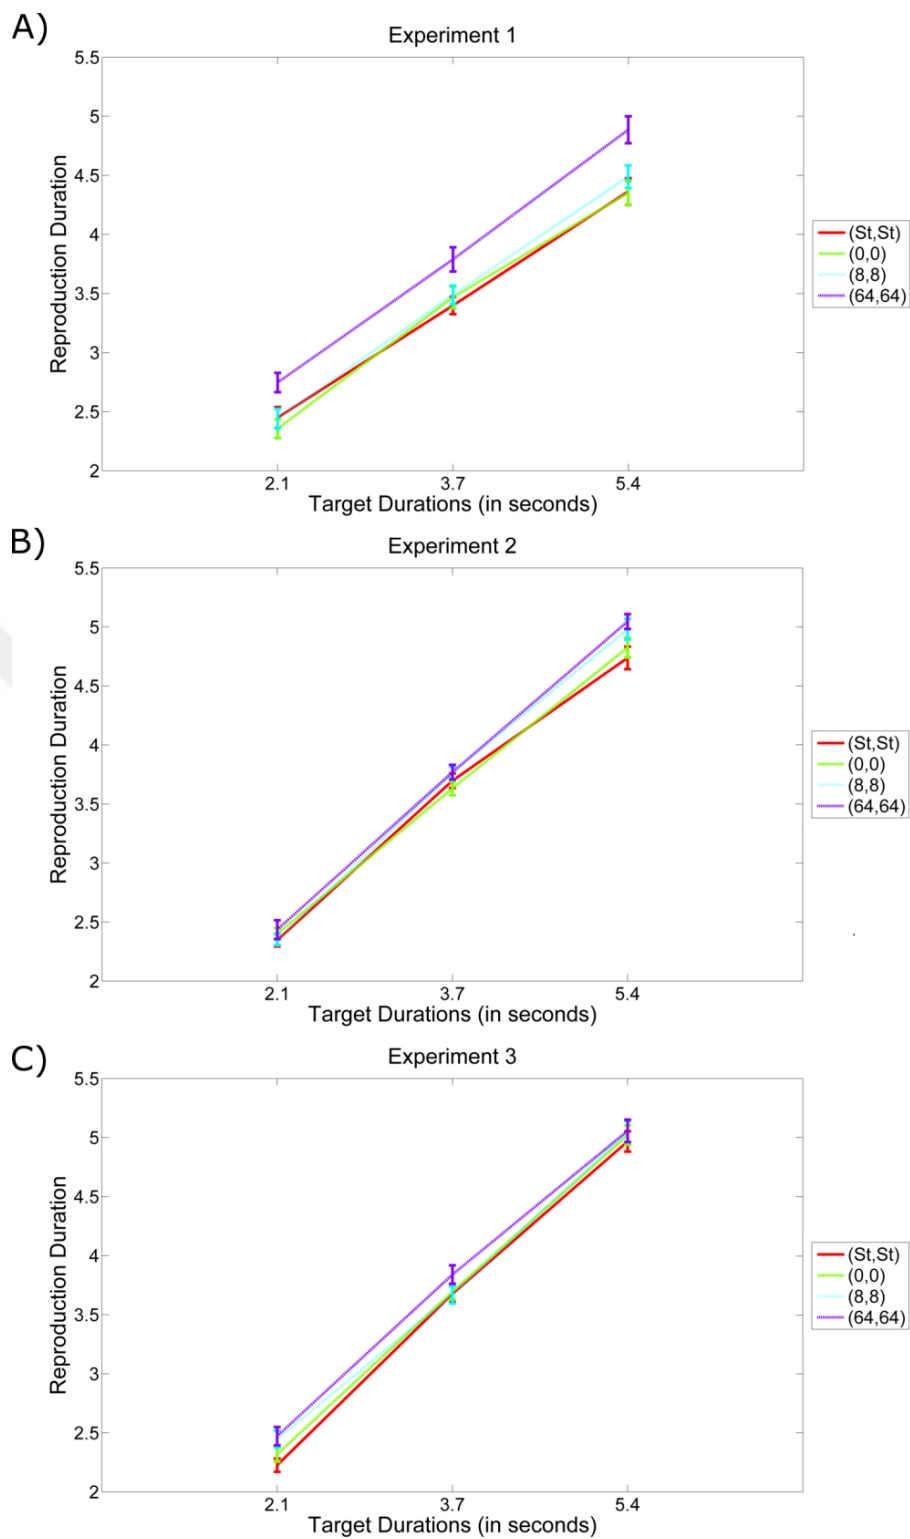 A)
Experiment 1
5.5
5
4.5
4
3.5
3
2.5
2
Reproduction Duration
2.1 3.7 5.4
Target Durations (in seconds)
(St,St)
(0,0)
(8,8)
(64,64)
B)
Experiment 2
5.5
5
4.5
4
3.5
3
2.5
2
Reproduction Duration
2.1 3.7 5.4
Target Durations (in seconds)
(St,St)
(0,0)
(8,8)
(64,64)
C)
Experiment 3
5.5
5
4.5
4
3.5
3
2.5
2
Reproduction Duration
2.1 3.7 5.4
Target Durations (in seconds)
(St,St)
(0,0)
(8,8)
(64,64)